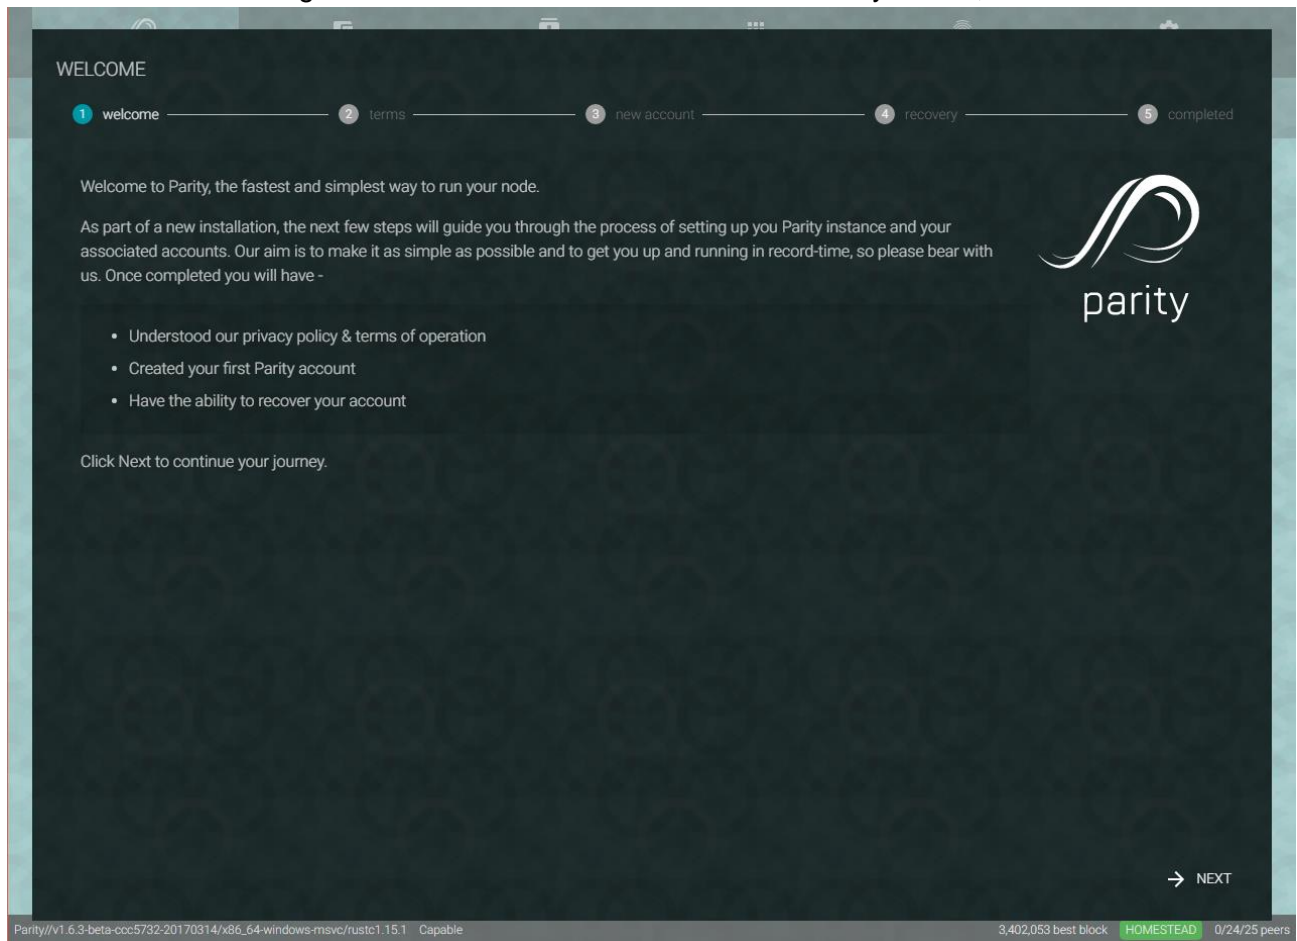 WELCOME
1 welcome 2 terms 3 new account 4 recovery 5 completed
Welcome to Parity, the fastest and simplest way to run your node.
As part of a new installation, the next few steps will guide you through the process of setting up you Parity instance and your
associated accounts. Our aim is to make it as simple as possible and to get you up and running in record-time, so please bear with
us. Once completed you will have -
parity
• Understood our privacy policy & terms of operation
• Created your first Parity account
• Have the ability to recover your account
Click Next to continue your journey.
→ NEXT
Parity//v1.6.3-beta-ccc5732-20170314/x86_64-windows-msvc/rustc1.15.1 Capable 3,402,053 best block HOMESTEAD 0/24/25 peers